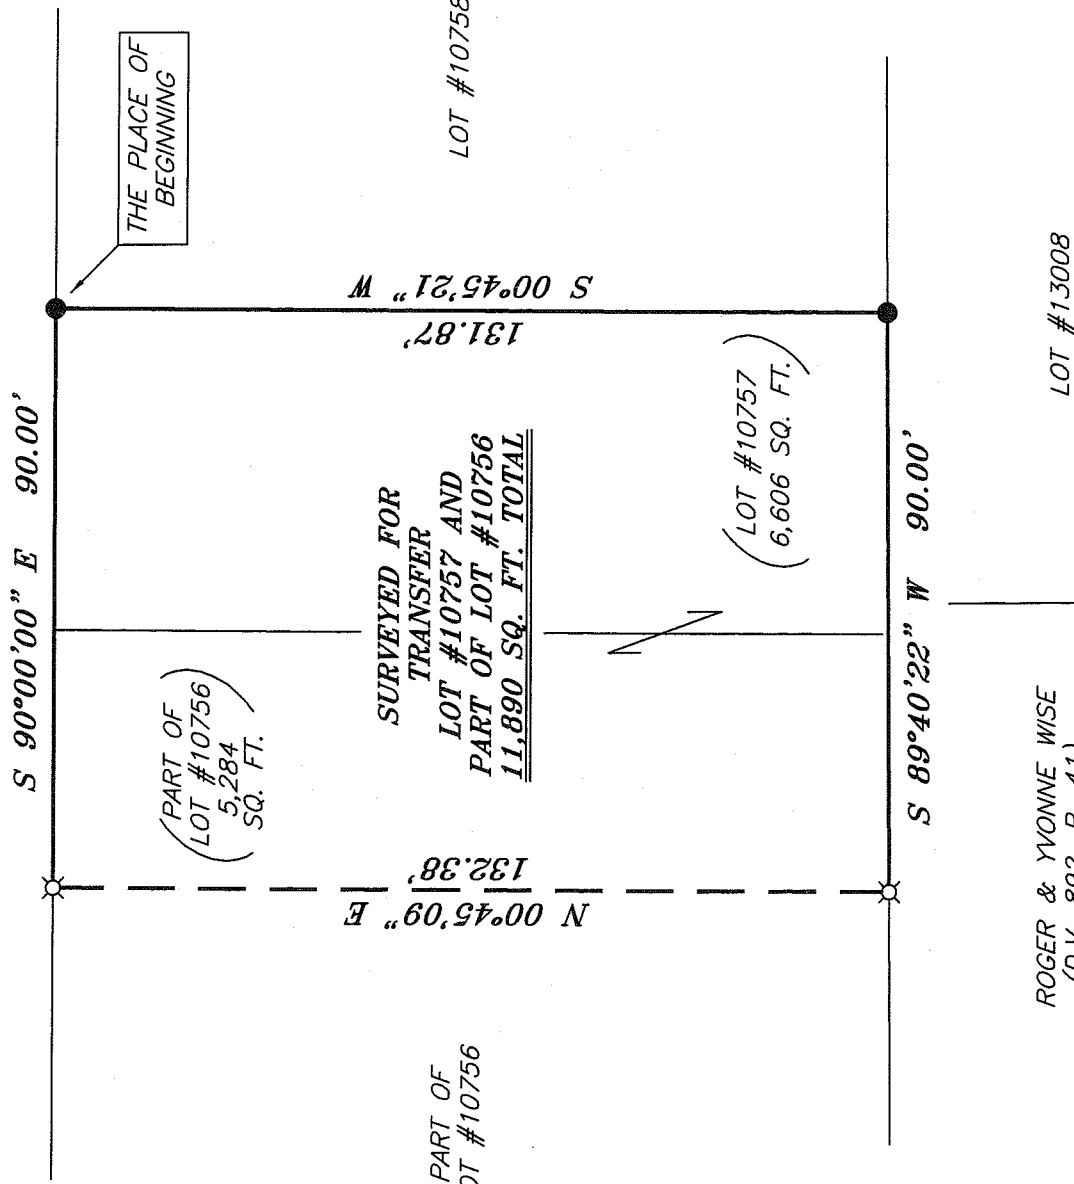 THE PLACE OF
BEGINNING
LOT #10758
S 90°00'00" E 90.00'
S 00°45'21" W
131.87'
SURVEYED FOR
TRANSFER
LOT #10757 AND
PART OF LOT #10756
11,890 SQ. FT. TOTAL
(LOT #10757
6,606 SQ. FT.)
(PART OF
LOT #10756
5,284
SQ. FT.)
132.38'
N 00°45'09" E
S 89°40'22" W 90.00'
LOT #13008
ROGER & YVONNE WISE
PART OF
LOT #10756